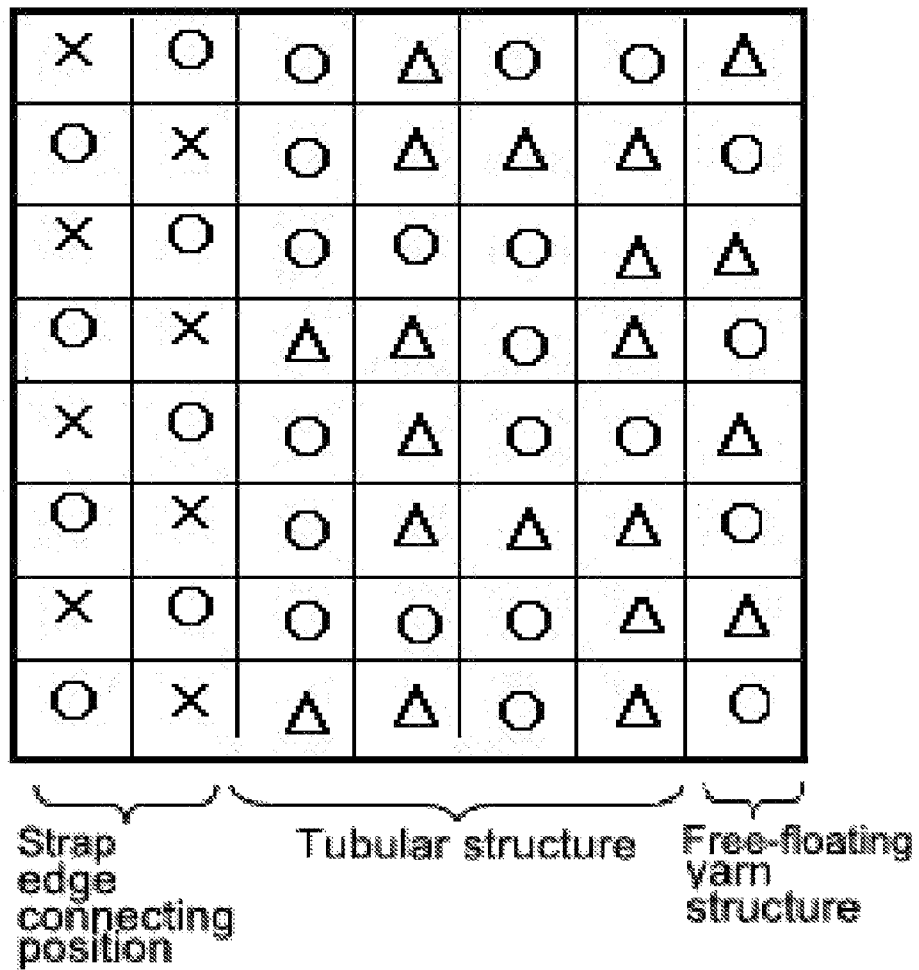 × ○ ○ △ ○ ○ △
○ × ○ △ △ △ ○
× ○ ○ ○ ○ △ △
○ × △ △ ○ △ ○
× ○ ○ △ ○ ○ △
○ × ○ △ △ △ ○
× ○ ○ ○ ○ △ △
○ × △ △ ○ △ ○
Strap
edge
connecting
position
Tubular structure
Free-floating
yarn
structure